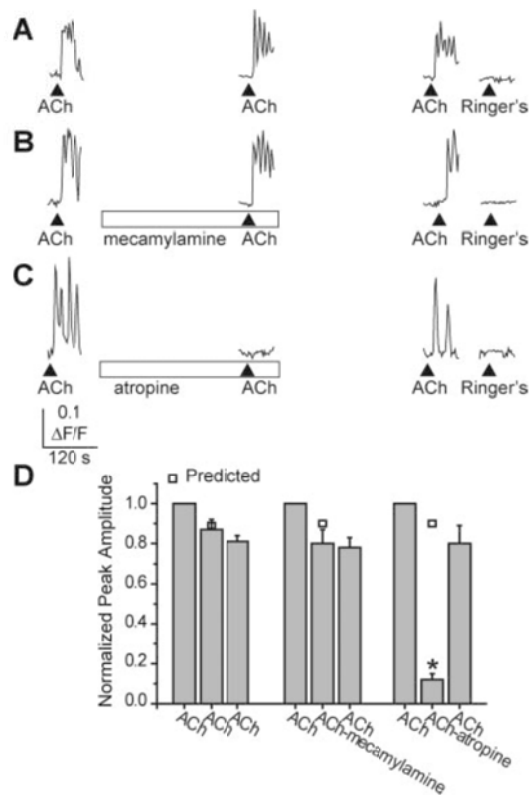 A
ACh ACh ACh Ringer's
B
ACh mecamylamine ACh ACh Ringer's
C
ACh atropine ACh ACh Ringer's
0.1
ΔF/F
120 s
D
Predicted
Normalized Peak Amplitude
1.0
0.8
0.6
0.4
0.2
0.0
*
ACh ACh ACh ACh ACh-mecamylamine ACh ACh ACh-atropine ACh